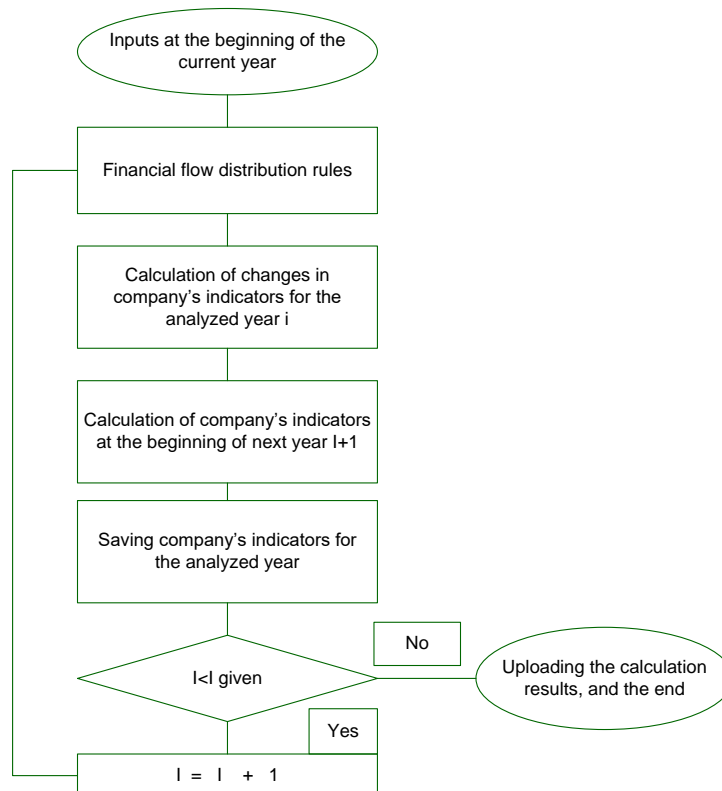 Inputs at the beginning of the
current year
Financial flow distribution rules
Calculation of changes in
company’s indicators for the
analyzed year i
Calculation of company’s indicators
at the beginning of next year I+1
Saving company’s indicators for
the analyzed year
I<I given
No
Uploading the calculation
results, and the end
Yes
I = I + 1